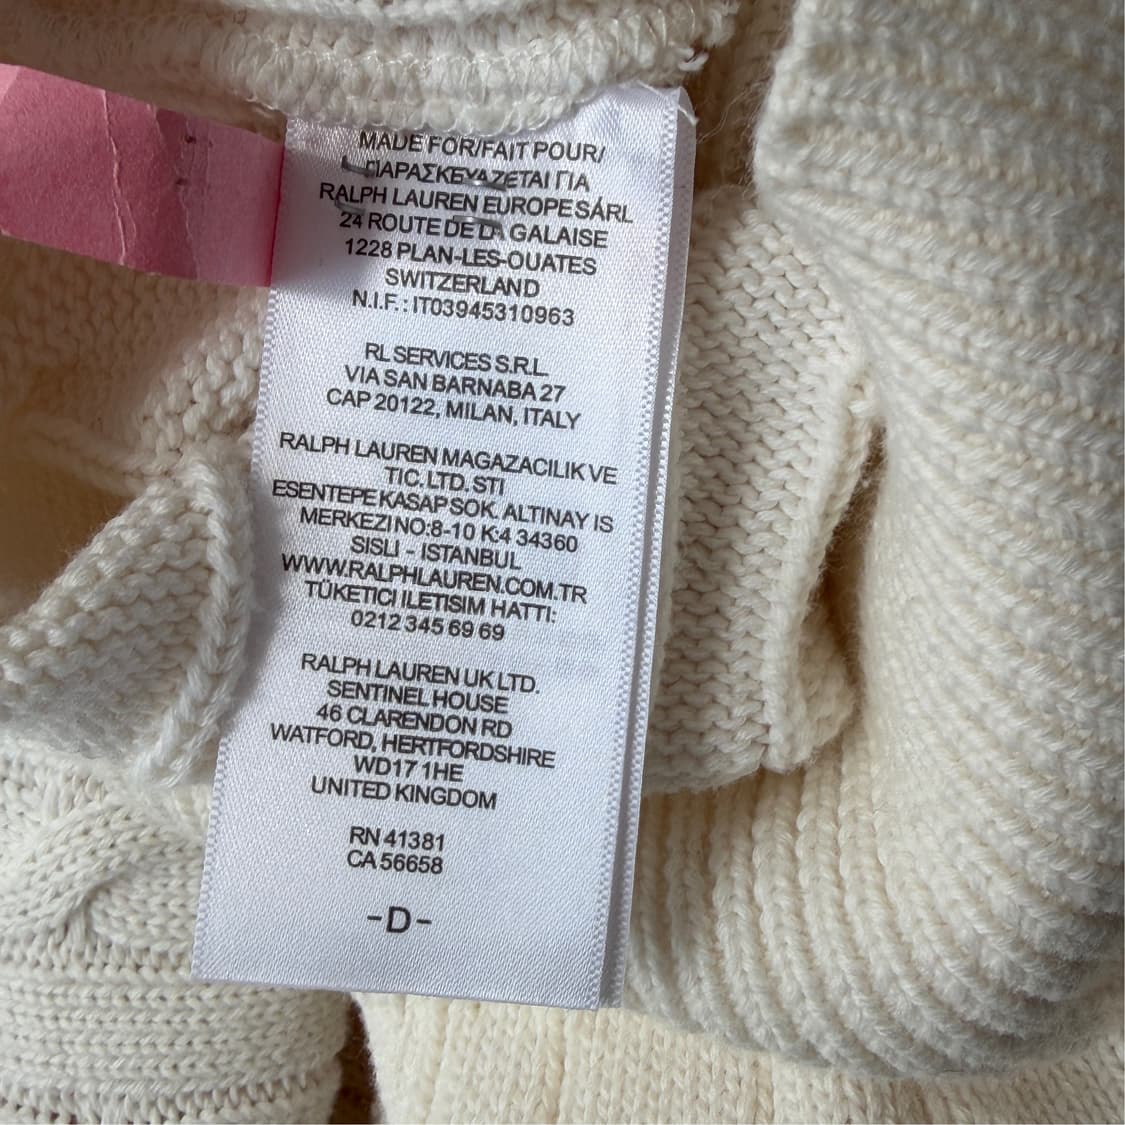 MADE FOR/FAIT POUR/
ΠΑΡΑΣΚΕΥΑΖΕΤΑΙ ΓΙΑ
RALPH LAUREN EUROPE SÁRL
24 ROUTE DE LA GALAISE
1228 PLAN-LES-OUATES
SWITZERLAND
N.I.F.: IT03945310963
RL SERVICES S.R.L
VIA SAN BARNABA 27
CAP 20122, MILAN, ITALY
RALPH LAUREN MAGAZACILIK VE
TIC. LTD. STI
ESENTEPE KASAP SOK. ALTINAY IS
MERKEZI NO:8-10 K:4 34360
SISLI - ISTANBUL
WWW.RALPHLAUREN.COM.TR
TÜKETICI ILETISIM HATTI:
0212 345 69 69
RALPH LAUREN UK LTD.
SENTINEL HOUSE
46 CLARENDON RD
WATFORD, HERTFORDSHIRE
WD17 1HE
UNITED KINGDOM
RN 41381
CA 56658
-D-